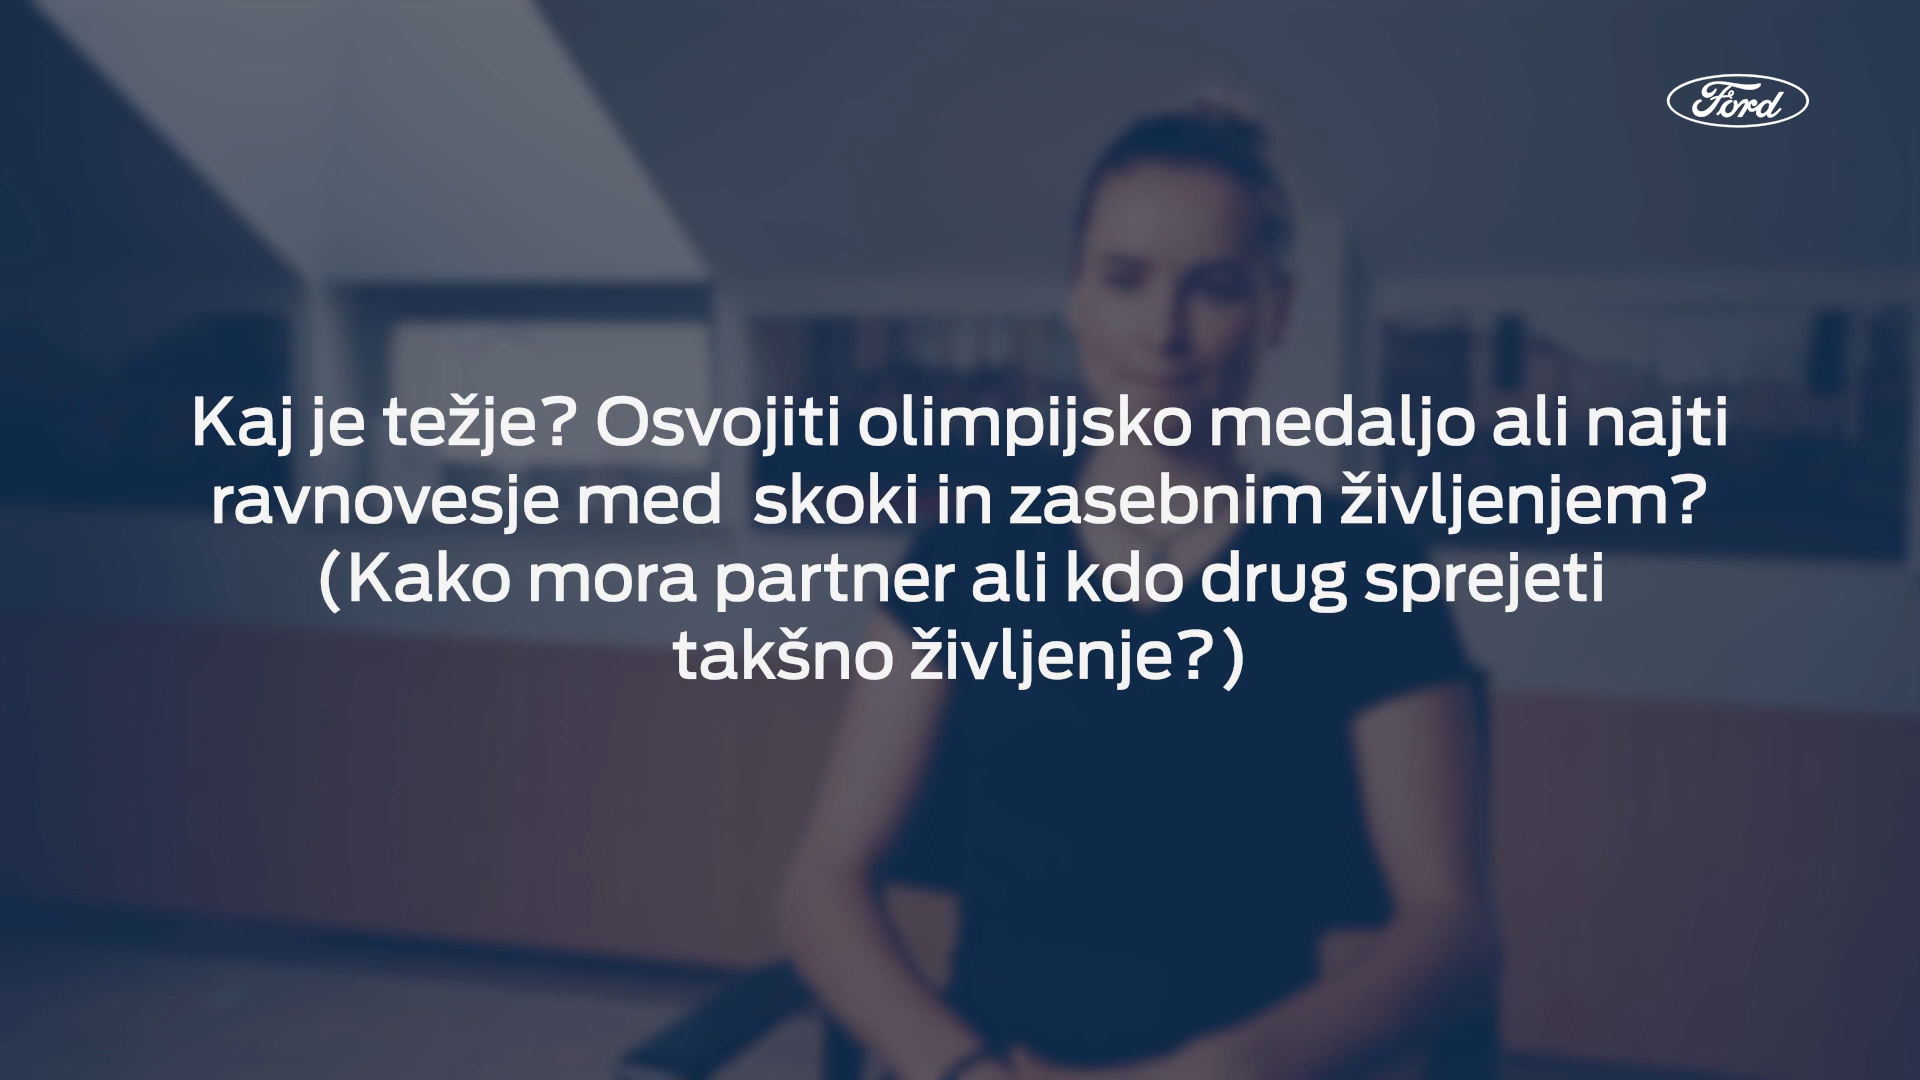 Ford
Kaj je težje? Osvojiti olimpijsko medaljo ali najti
ravnovesje med  skoki in zasebnim življenjem?
(Kako mora partner ali kdo drug sprejeti
takšno življenje?)